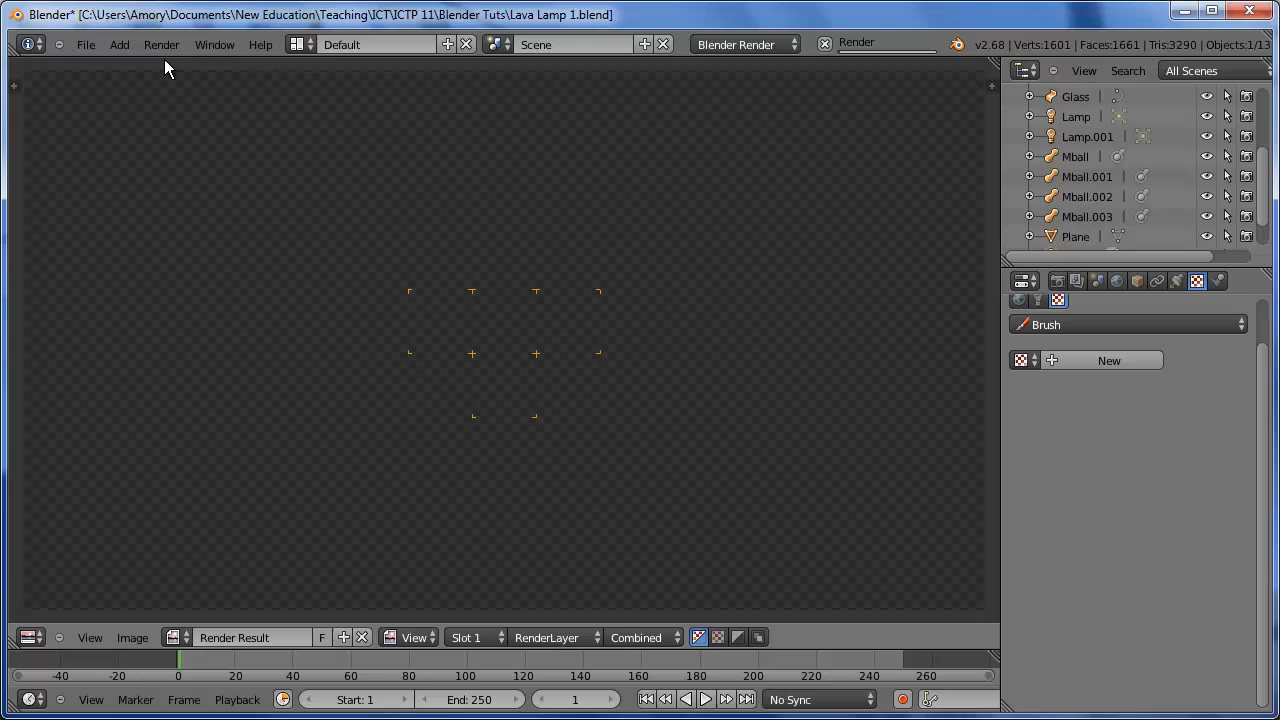 Blender* [C:\Users\Amory\Documents\New Education\Teaching\ICT\ICTP 11\Blender Tuts\Lava Lamp 1.blend]
File Add Render Window Help Default Scene Blender Render Render v2.68 | Verts:1601 | Faces:1661 | Tris:3290 | Objects:1/13
View Search All Scenes
Glass
Lamp
Lamp.001
Mball
Mball.001
Mball.002
Mball.003
Plane
Brush
New
View Image Render Result F View Slot 1 RenderLayer Combined
-40 -20 0 20 40 60 80 100 120 140 160 180 200 220 240 260
View Marker Frame Playback Start: 1 End: 250 1 No Sync